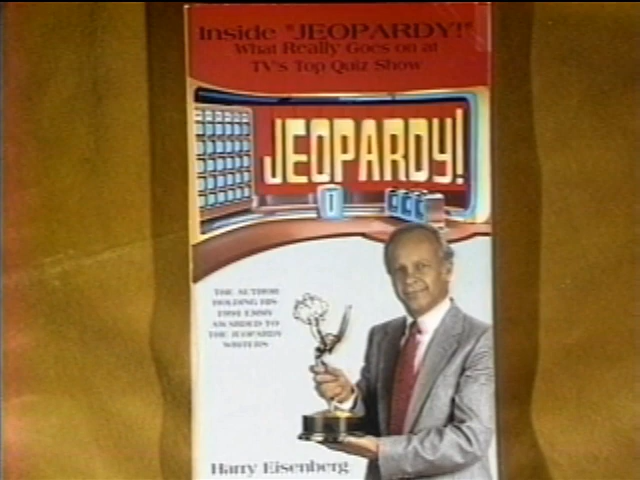 Inside "JEOPARDY!"
What Really Goes on at
TV's Top Quiz Show
JEOPARDY!
THE AUTHOR
HOLDING HIS
1991 EMMY
AWARDED TO
THE JEOPARDY
WRITERS
Harry Eisenberg